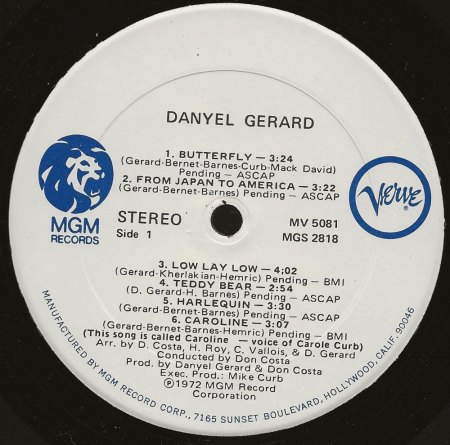 DANYEL GERARD
1. BUTTERFLY — 3:24
(Gerard-Bernet-Barnes-Curb-Mack David)
Pending — ASCAP
2. FROM JAPAN TO AMERICA — 3:22
(Gerard-Bernet-Barnes) Pending — ASCAP
MGM
RECORDS
STEREO
Side 1
MV 5081
MGS 2818
Verve
3. LOW LAY LOW — 4:02
(Gerard-Kherlakian-Hemric) Pending — BMI
4. TEDDY BEAR — 2:54
(D. Gerard-H. Barnes) Pending — ASCAP
5. HARLEQUIN — 3:30
(Gerard-Bernet-Barnes) Pending — ASCAP
6. CAROLINE — 3:07
(Gerard-Bernet-Barnes-Hemric) Pending — BMI
(This song is called Caroline — voice of Carole Curb)
Arr. by D. Costa, H. Roy, C. Vallois, & D. Gerard
Conducted by Don Costa
Prod. by Danyel Gerard & Don Costa
Exec. Prod.: Mike Curb
Ⓟ1972 MGM Record
Corporation
MANUFACTURED BY MGM RECORD CORP., 7165 SUNSET BOULEVARD, HOLLYWOOD, CALIF. 90046